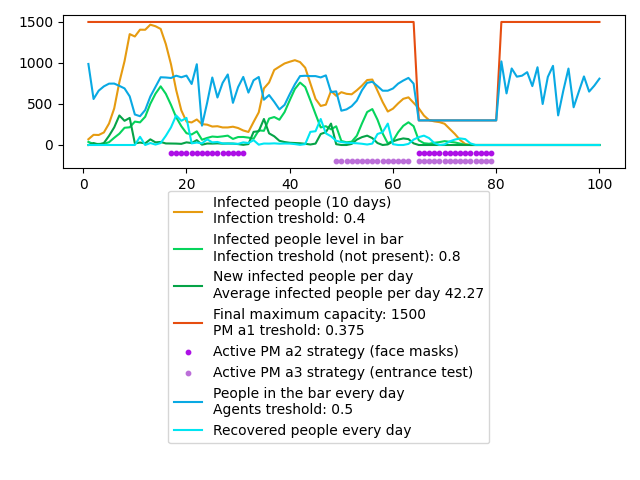 1500
1000
500
0
0
20
40
60
80
100
Infected people (10 days)
Infection treshold: 0.4
Infected people level in bar
Infection treshold (not present): 0.8
New infected people per day
Average infected people per day 42.27
Final maximum capacity: 1500
PM a1 treshold: 0.375
Active PM a2 strategy (face masks)
Active PM a3 strategy (entrance test)
People in the bar every day
Agents treshold: 0.5
Recovered people every day